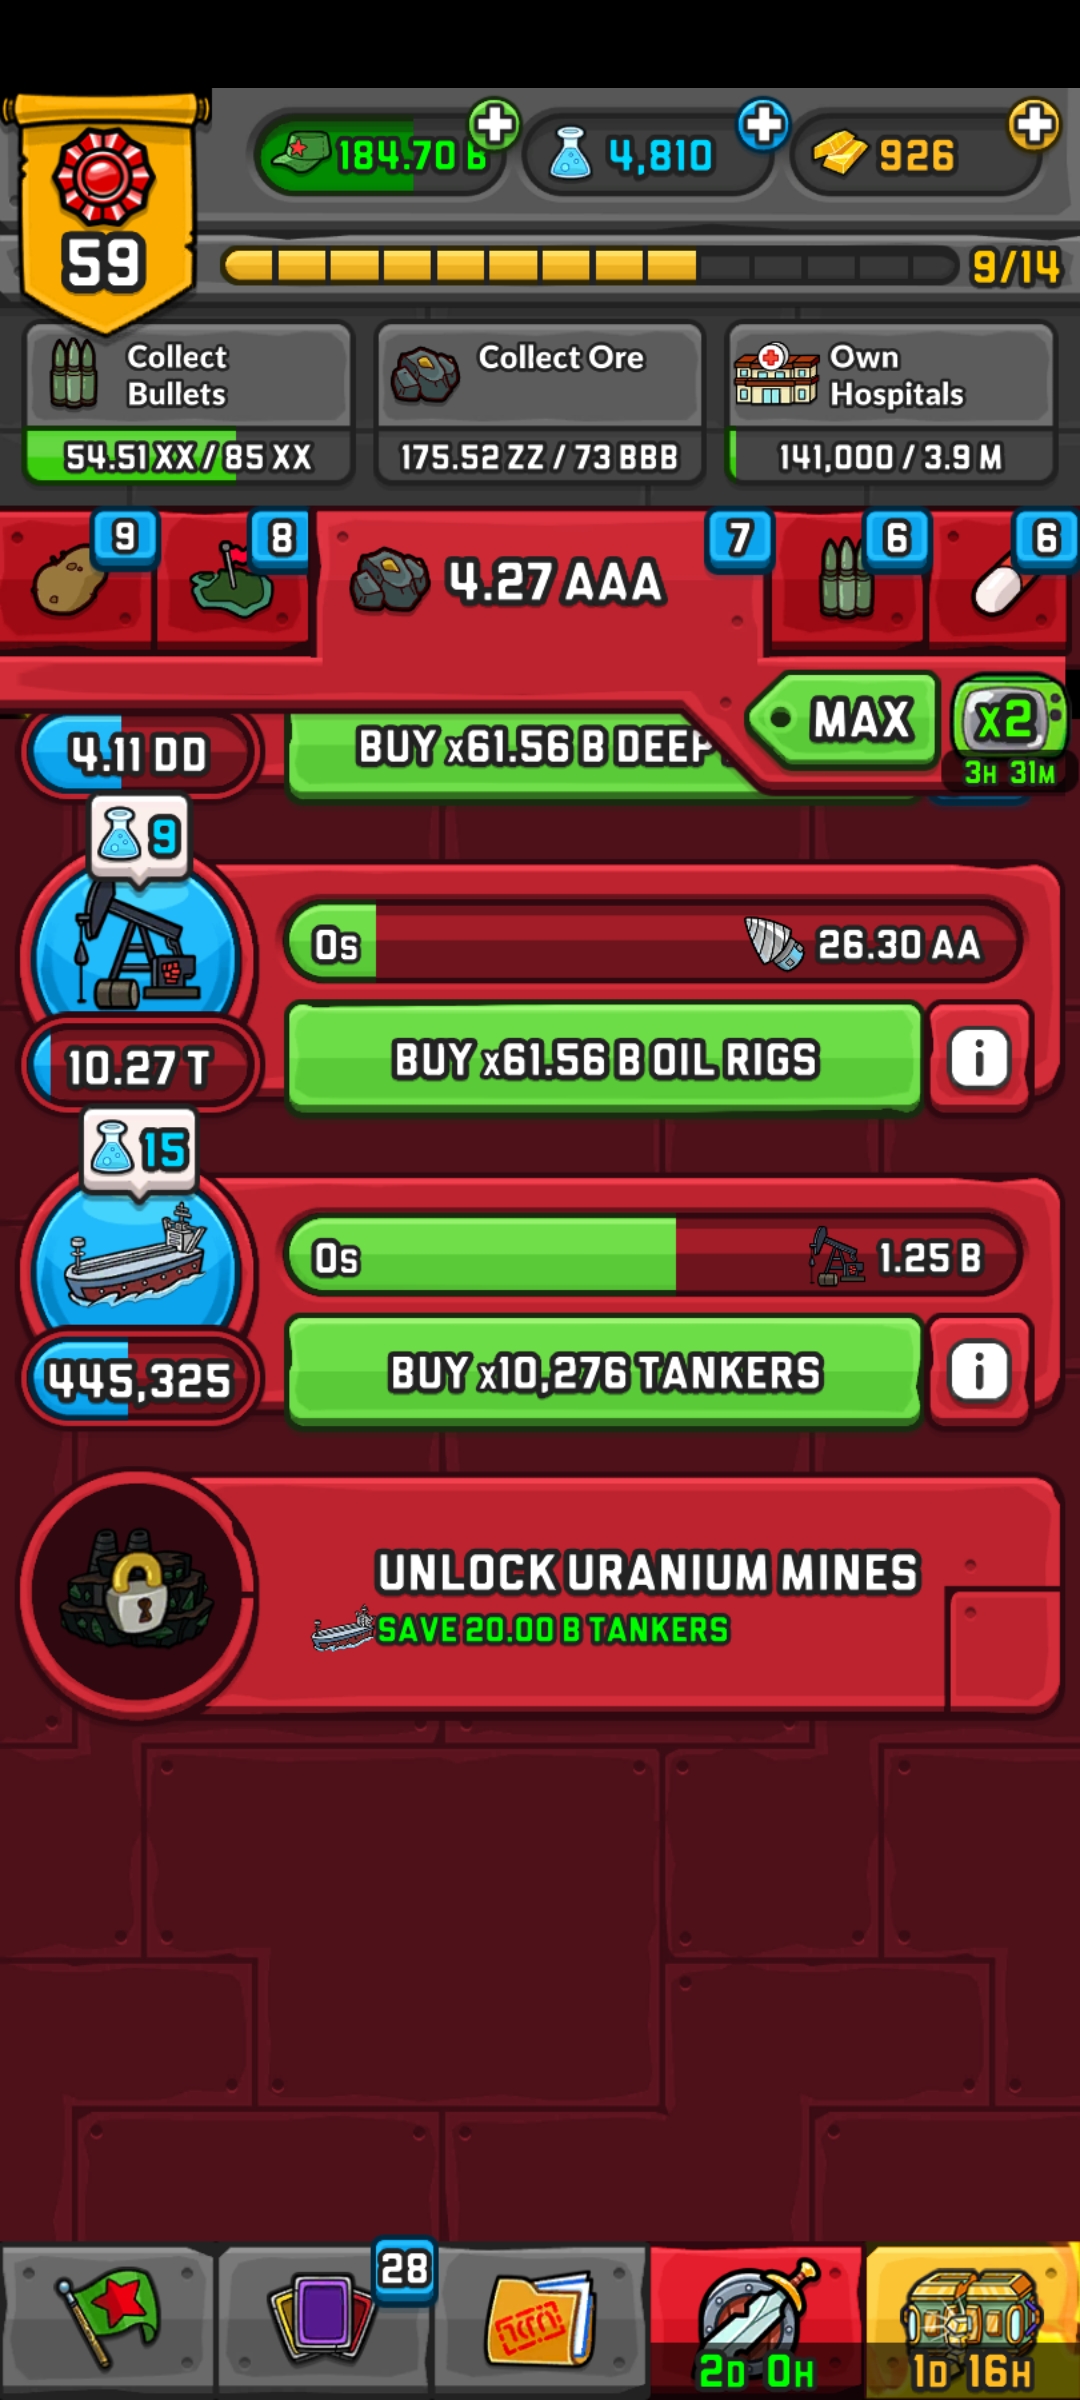 184.70 B
4,810
926
59
9/14
Collect
Bullets
54.51 XX / 85 XX
Collect Ore
175.52 ZZ / 73 BBB
Own
Hospitals
141,000 / 3.9 M
9
8
4.27 AAA
7
6
6
4.11 DD
BUY x61.56 B DEEP
MAX
x2
3H 31M
9
0s
26.30 AA
10.27 T
BUY x61.56 B OIL RIGS
i
15
0s
1.25 B
445,325
BUY x10,276 TANKERS
i
UNLOCK URANIUM MINES
SAVE 20.00 B TANKERS
28
2D 0H
1D 16H